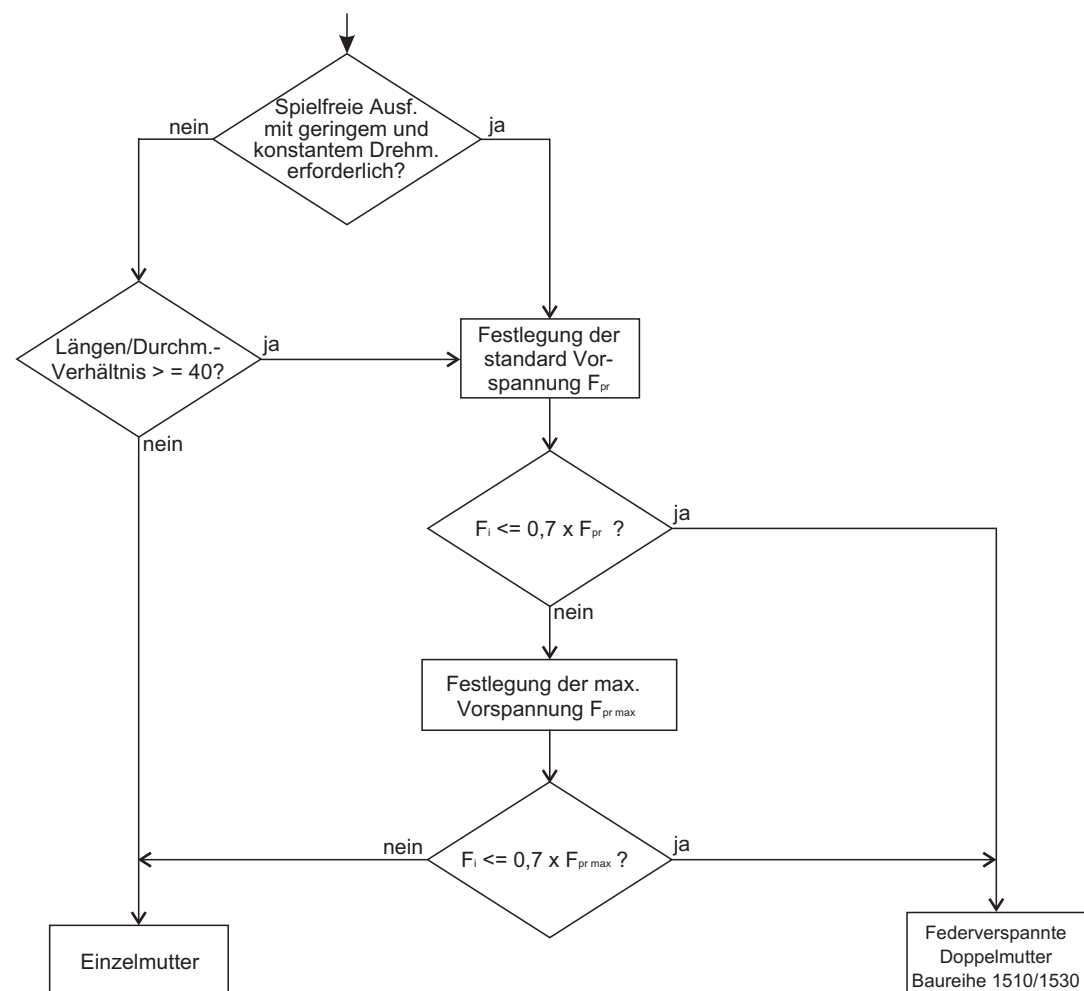 Spielfreie Ausf.
mit geringem und
konstantem Drehm.
erforderlich?
nein
ja
Längen/Durchm.-
Verhältnis > = 40?
ja
nein
Festlegung der
standard Vor-
spannung Fpr
Fi <= 0,7 x Fpr ?
ja
nein
Festlegung der max.
Vorspannung Fpr max
Fi <= 0,7 x Fpr max ?
nein
ja
Einzelmutter
Federverspannte
Doppelmutter
Baureihe 1510/1530